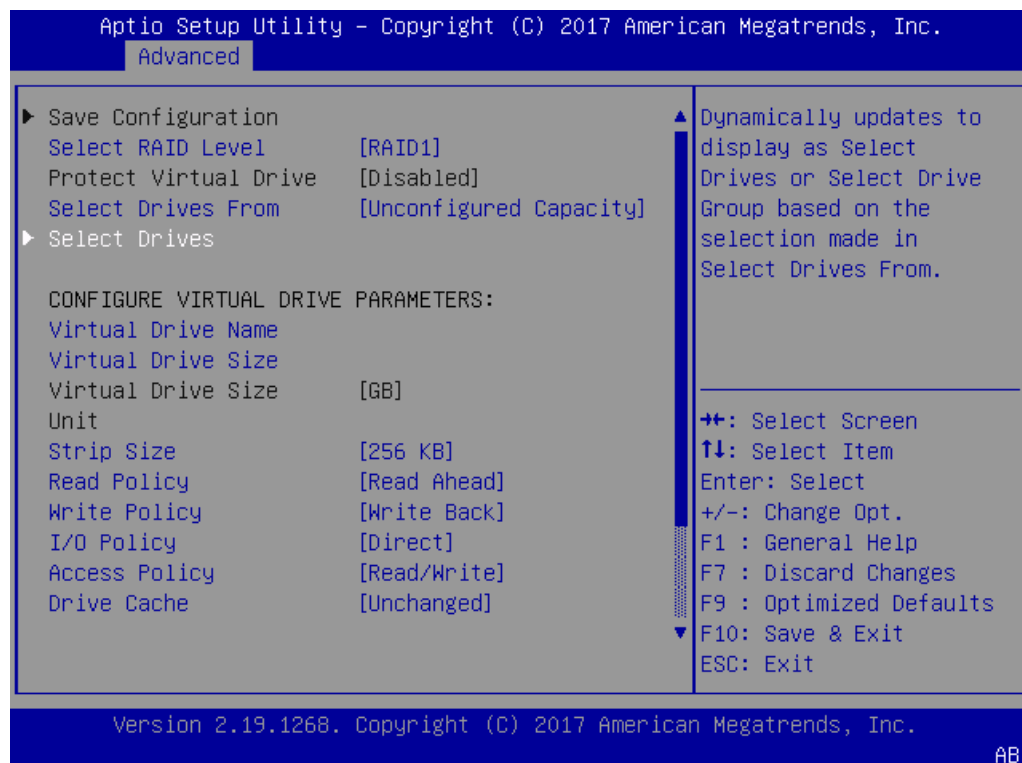 Aptio Setup Utility – Copyright (C) 2017 American Megatrends, Inc.
Advanced
Save Configuration
Select RAID Level [RAID1]
Protect Virtual Drive [Disabled]
Select Drives From [Unconfigured Capacity]
Select Drives
CONFIGURE VIRTUAL DRIVE PARAMETERS:
Virtual Drive Name
Virtual Drive Size
Virtual Drive Size [GB]
Unit
Strip Size [256 KB]
Read Policy [Read Ahead]
Write Policy [Write Back]
I/O Policy [Direct]
Access Policy [Read/Write]
Drive Cache [Unchanged]
Dynamically updates to
display as Select
Drives or Select Drive
Group based on the
selection made in
Select Drives From.
→←: Select Screen
↑↓: Select Item
Enter: Select
+/-: Change Opt.
F1 : General Help
F7 : Discard Changes
F9 : Optimized Defaults
F10: Save & Exit
ESC: Exit
Version 2.19.1268. Copyright (C) 2017 American Megatrends, Inc.
AB